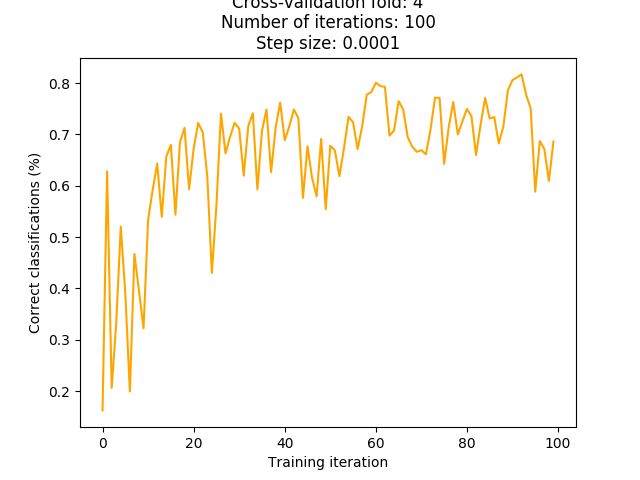 Cross-validation fold: 4
Number of iterations: 100
Step size: 0.0001
0.8
0.7
0.6
0.5
0.4
0.3
0.2
Correct classifications (%)
0 20 40 60 80 100
Training iteration